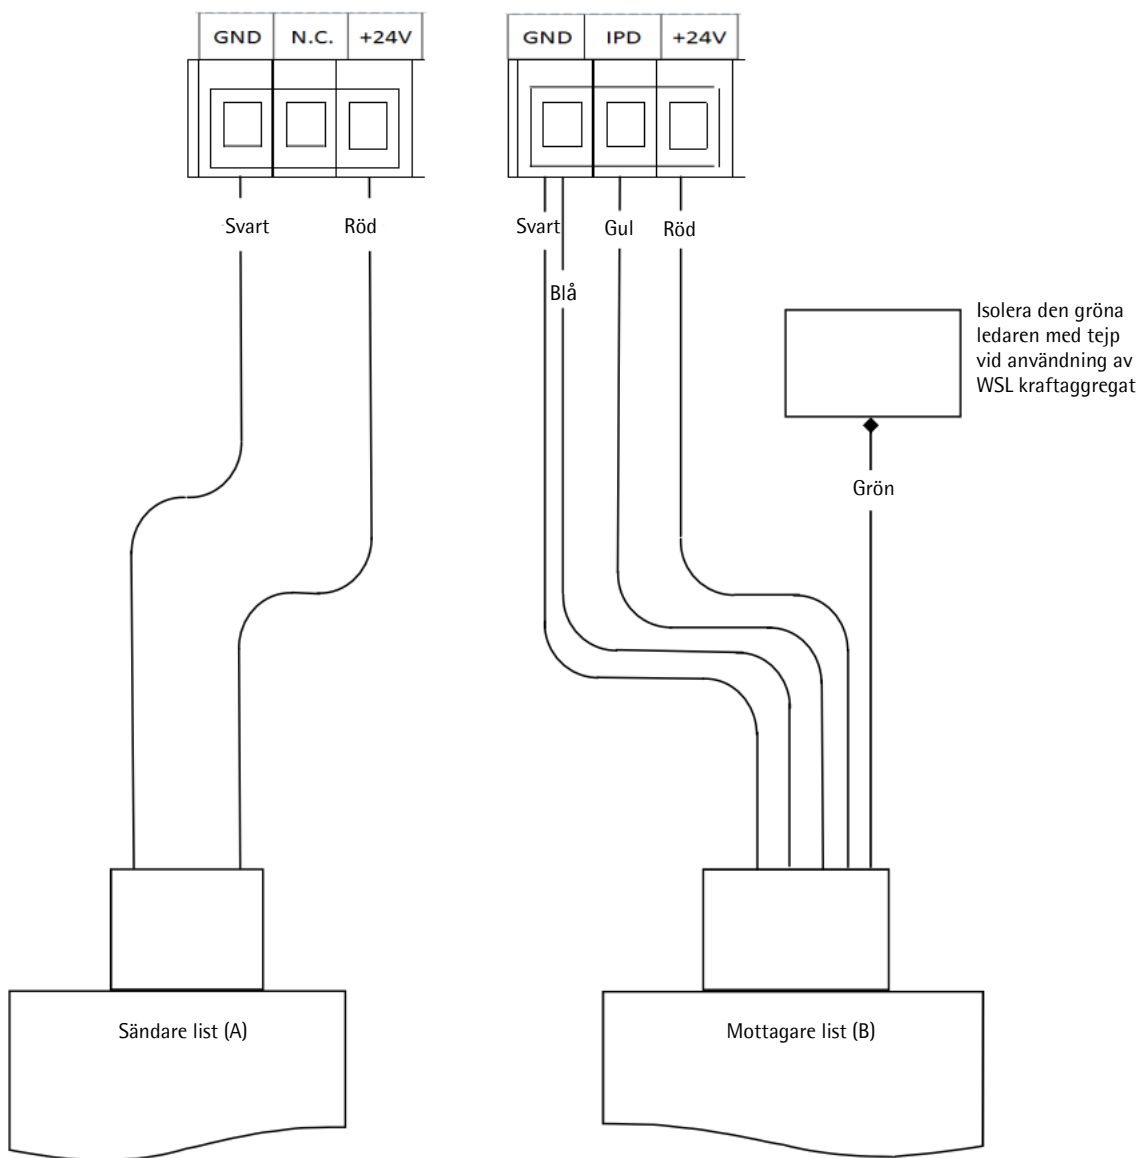 GND N.C. +24V
GND IPD +24V
Svart Röd
Svart Gul Röd
Blå
Isolera den gröna
ledaren med tejp
vid användning av
WSL kraftaggregat
Grön
Sändare list (A)
Mottagare list (B)